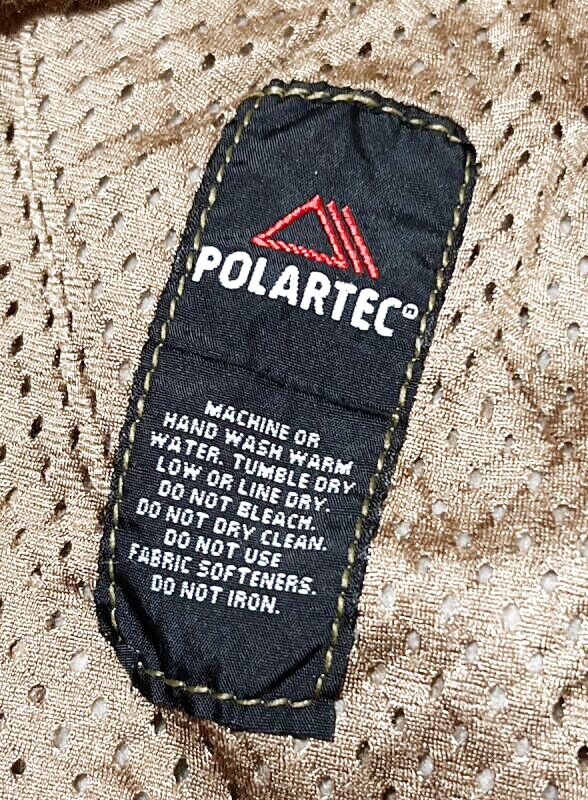 POLARTEC®
MACHINE OR
HAND WASH WARM
WATER. TUMBLE DRY
LOW OR LINE DRY.
DO NOT BLEACH.
DO NOT DRY CLEAN.
DO NOT USE
FABRIC SOFTENERS.
DO NOT IRON.